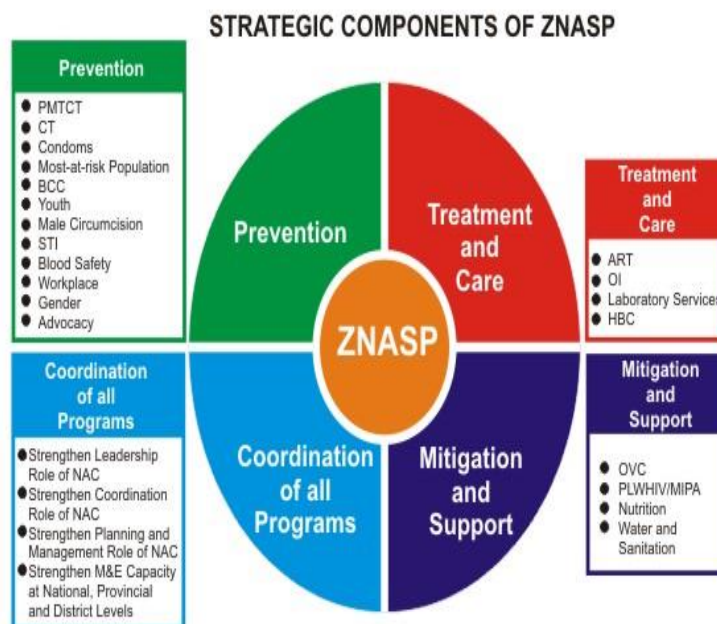 STRATEGIC COMPONENTS OF ZNASP
Prevention
● PMTCT
● CT
● Condoms
● Most-at-risk Population
● BCC
● Youth
● Male Circumcision
● STI
● Blood Safety
● Workplace
● Gender
● Advocacy
Coordination
of all
Programs
● Strengthen Leadership
Role of NAC
● Strengthen Coordination
Role of NAC
● Strengthen Planning and
Management Role of NAC
● Strengthen M&E Capacity
at National, Provincial
and District Levels
Prevention
Treatment
and
Care
ZNASP
Coordination
of all
Programs
Mitigation
and
Support
Treatment
and
Care
● ART
● OI
● Laboratory Services
● HBC
Mitigation
and
Support
● OVC
● PLWHIV/MIPA
● Nutrition
● Water and
Sanitation